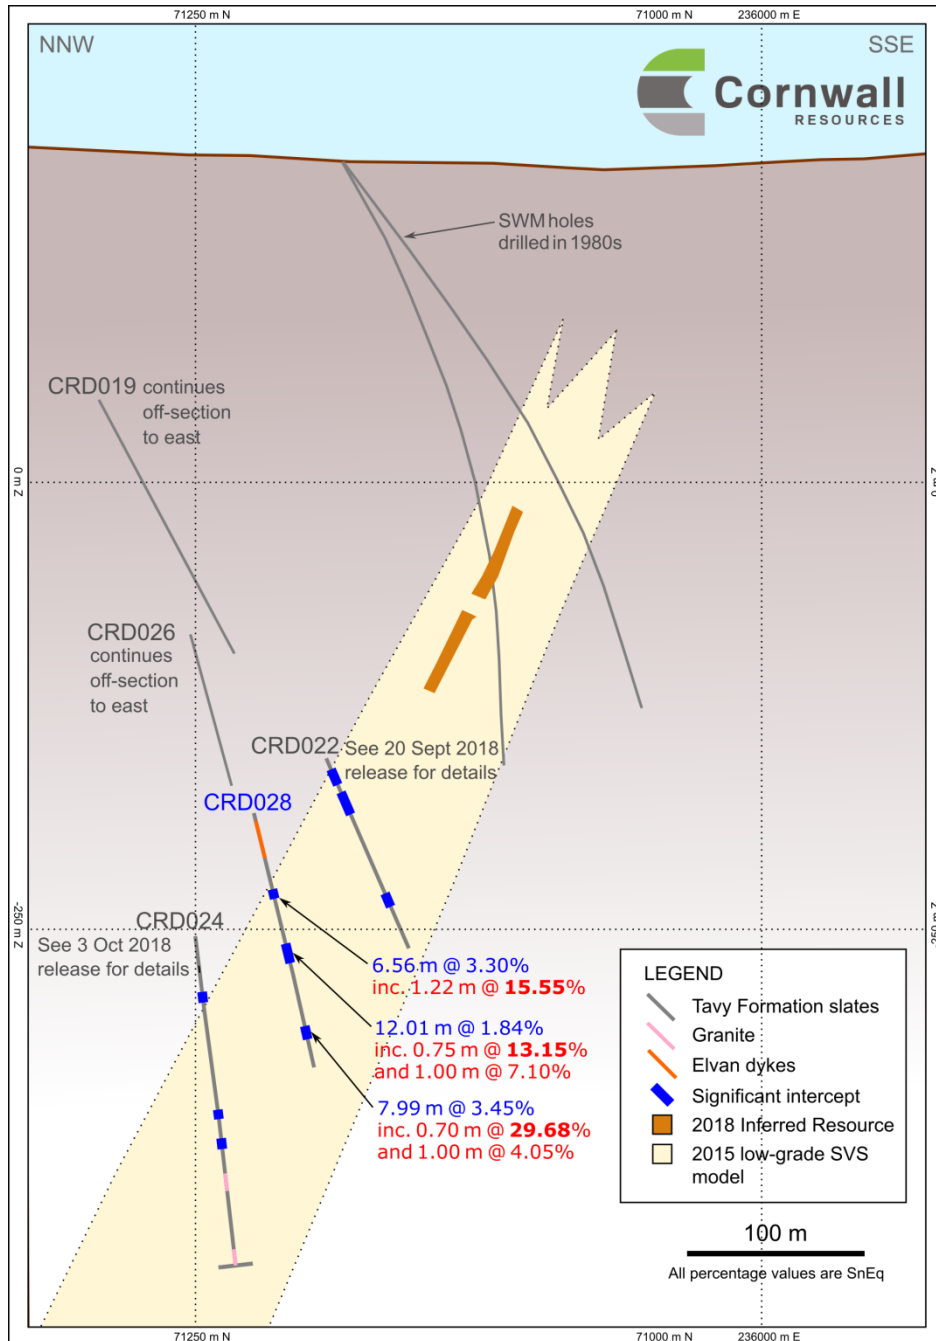 71250 m N
71000 m N
236000 m E
NNW
SSE
Cornwall
RESOURCES
SWM holes
drilled in 1980s
CRD019 continues
off-section
to east
0 m Z
0 m Z
CRD026
continues
off-section
to east
CRD022 See 20 Sept 2018
release for details
CRD028
CRD024
See 3 Oct 2018
release for details
-250 m Z
-250 m Z
6.56 m @ 3.30%
inc. 1.22 m @ 15.55%
12.01 m @ 1.84%
inc. 0.75 m @ 13.15%
and 1.00 m @ 7.10%
7.99 m @ 3.45%
inc. 0.70 m @ 29.68%
and 1.00 m @ 4.05%
LEGEND
Tavy Formation slates
Granite
Elvan dykes
Significant intercept
2018 Inferred Resource
2015 low-grade SVS
model
100 m
All percentage values are SnEq
71250 m N
71000 m N
236000 m E